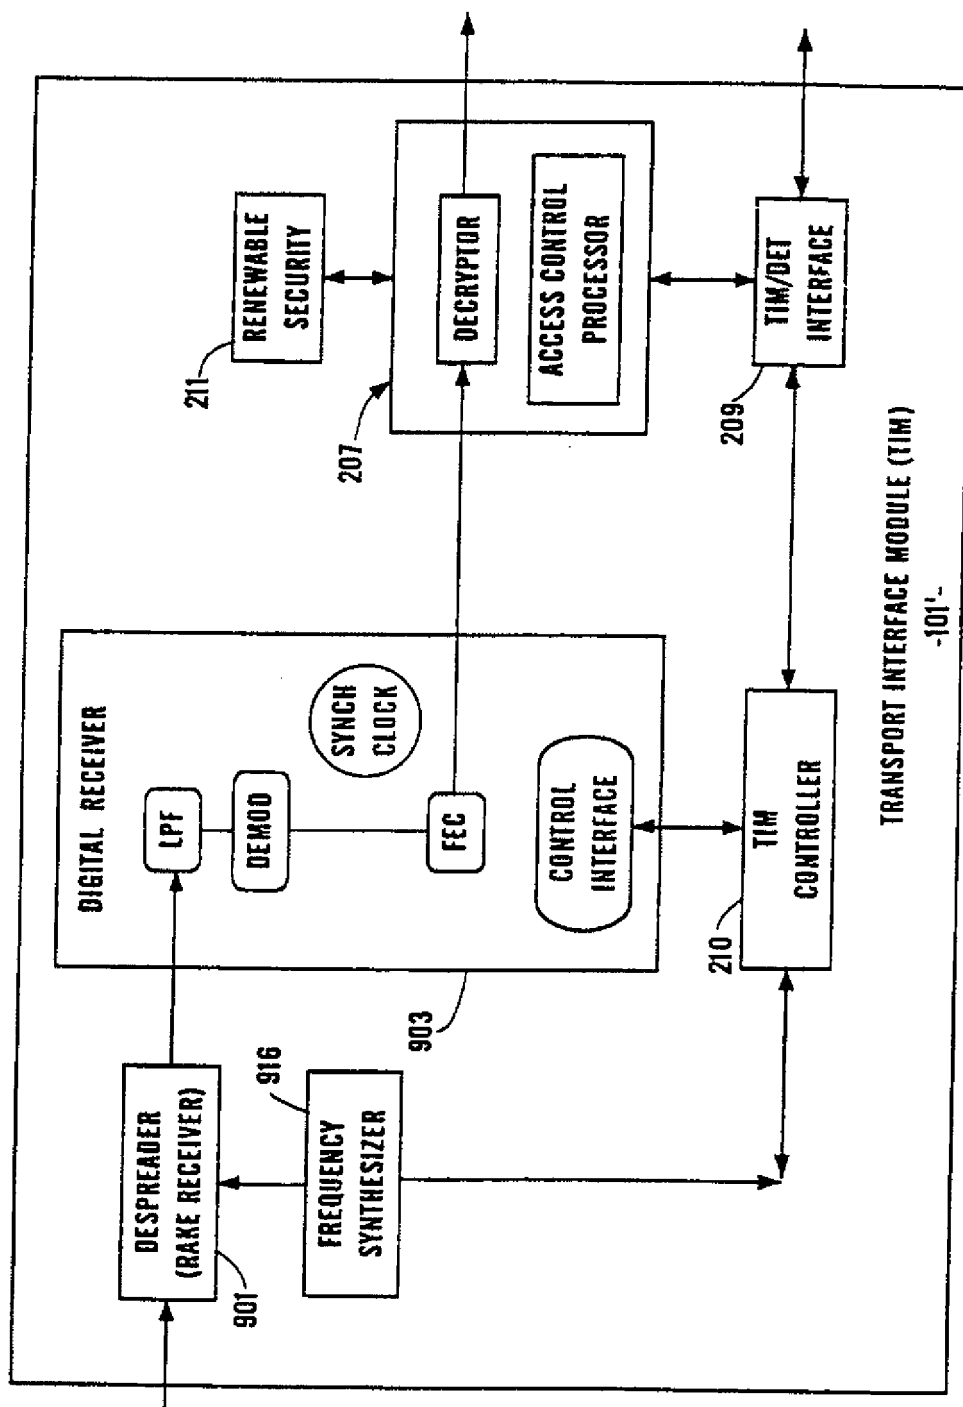 DESPREADER
(RAKE RECEIVER)
901
FREQUENCY
SYNTHESIZER
916
DIGITAL RECEIVER
LPF
DEMOD
SYNCH
CLOCK
FEC
CONTROL
INTERFACE
903
TIM
CONTROLLER
210
RENEWABLE
SECURITY
211
DECRYPTOR
ACCESS CONTROL
PROCESSOR
207
TIM/DET
INTERFACE
209
TRANSPORT INTERFACE MODULE (TIM)
-101'-